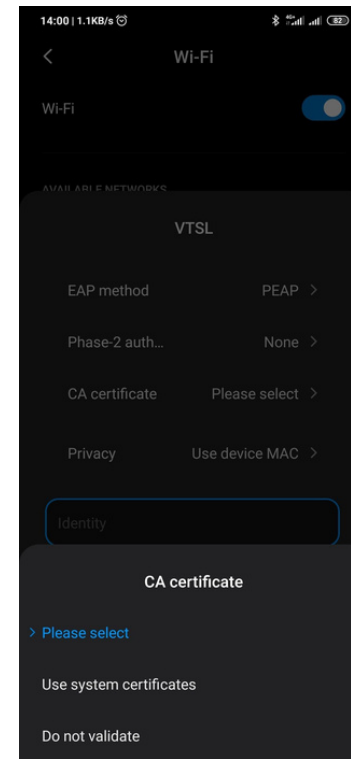 14:00 | 1.1KB/s 82
Wi-Fi
Wi-Fi
AVAILABLE NETWORKS
VTSL
EAP method PEAP >
Phase-2 auth... None >
CA certificate Please select >
Privacy Use device MAC >
Identity
CA certificate
> Please select
Use system certificates
Do not validate